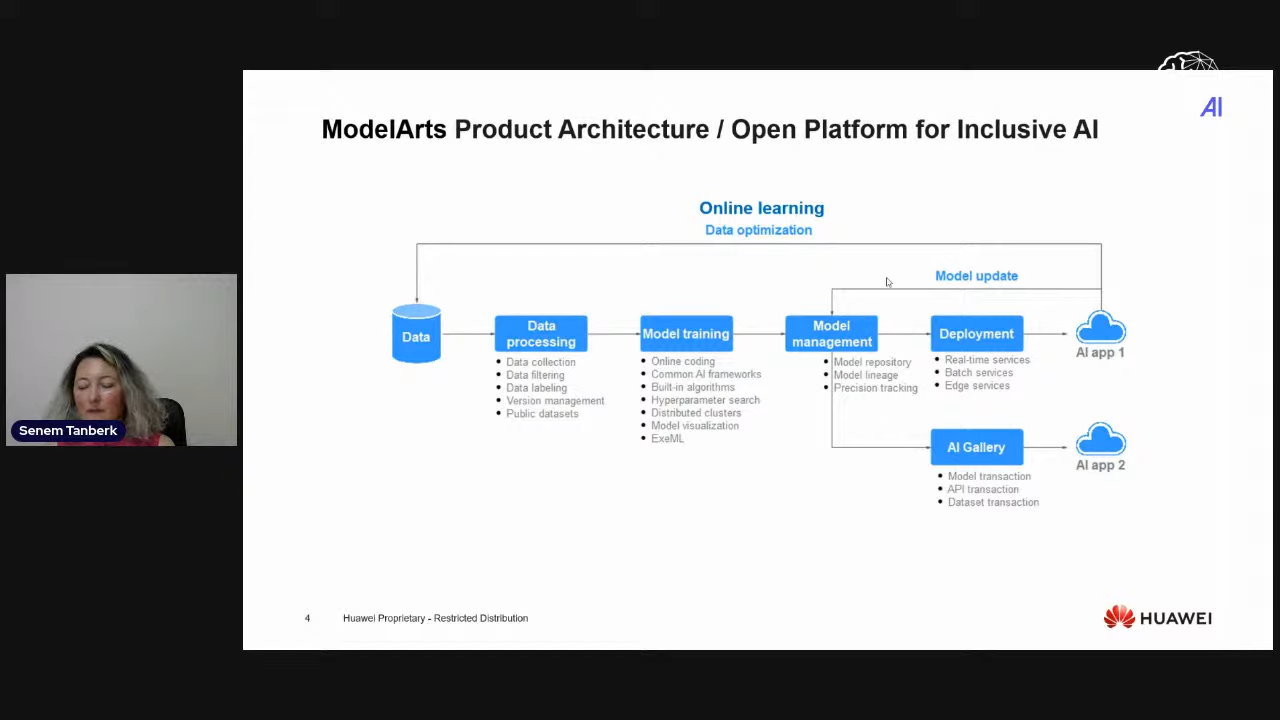 AI
ModelArts Product Architecture / Open Platform for Inclusive AI
Online learning
Data optimization
Model update
Data
Data
processing
Data collection
Data filtering
Data labeling
Version management
Public datasets
Model training
Online coding
Common AI frameworks
Built-in algorithms
Hyperparameter search
Distributed clusters
Model visualization
ExeML
Model
management
Model repository
Model lineage
Precision tracking
Deployment
Real-time services
Batch services
Edge services
AI app 1
AI Gallery
Model transaction
API transaction
Dataset transaction
AI app 2
Senem Tanberk
4
Huawei Proprietary - Restricted Distribution
HUAWEI